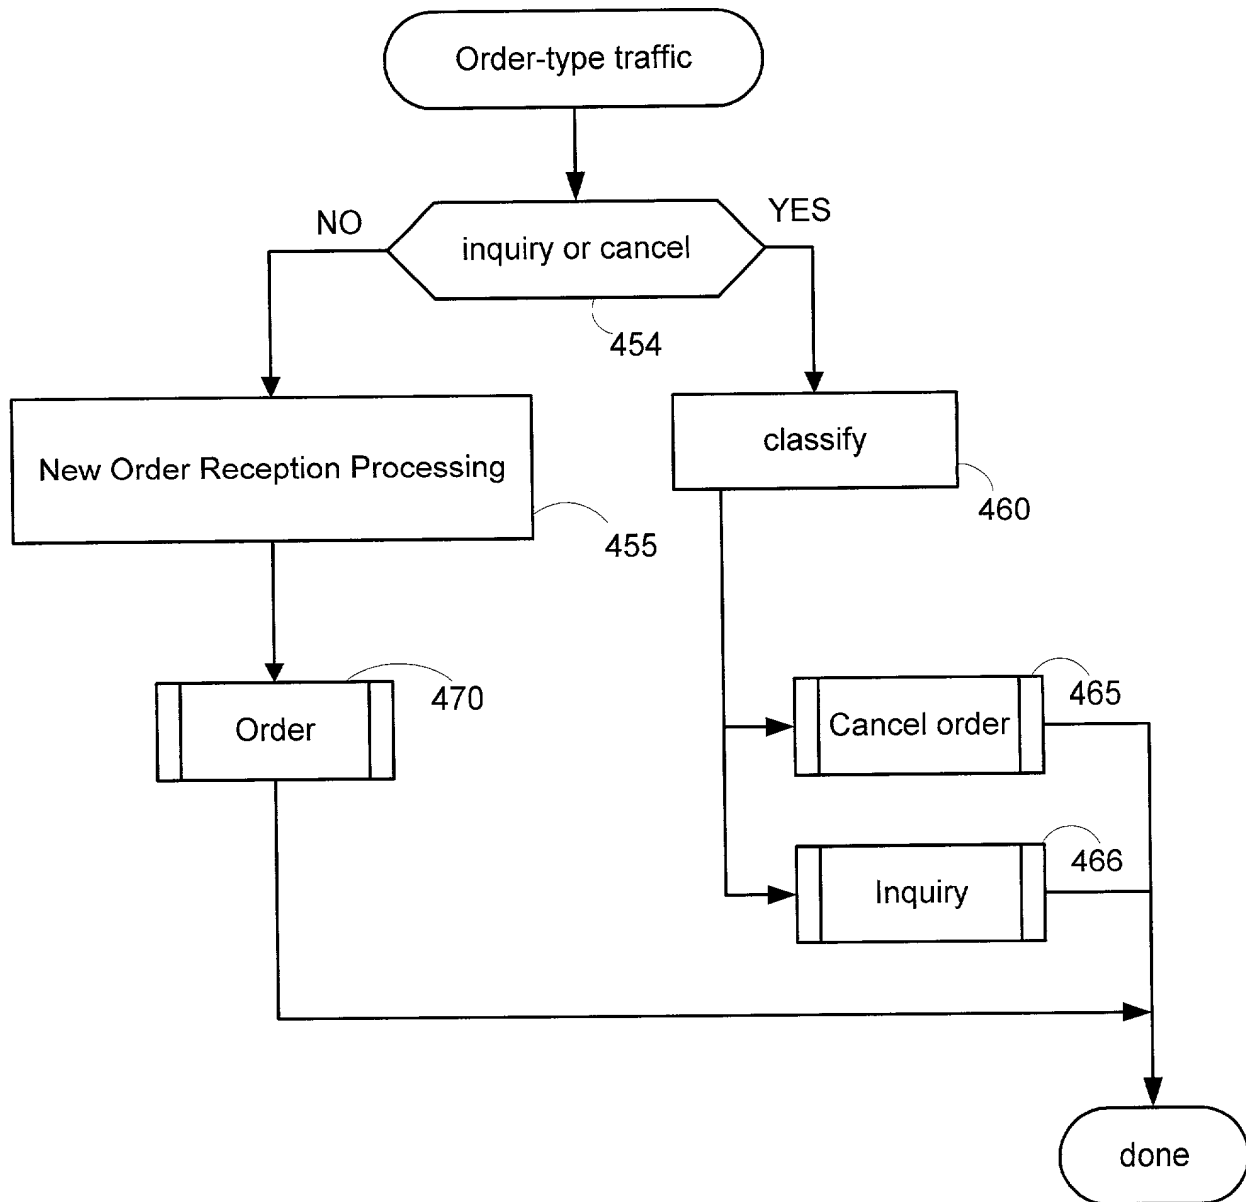 Order-type traffic
NO
YES
inquiry or cancel
454
New Order Reception Processing
455
classify
460
Order
470
Cancel order
465
Inquiry
466
done